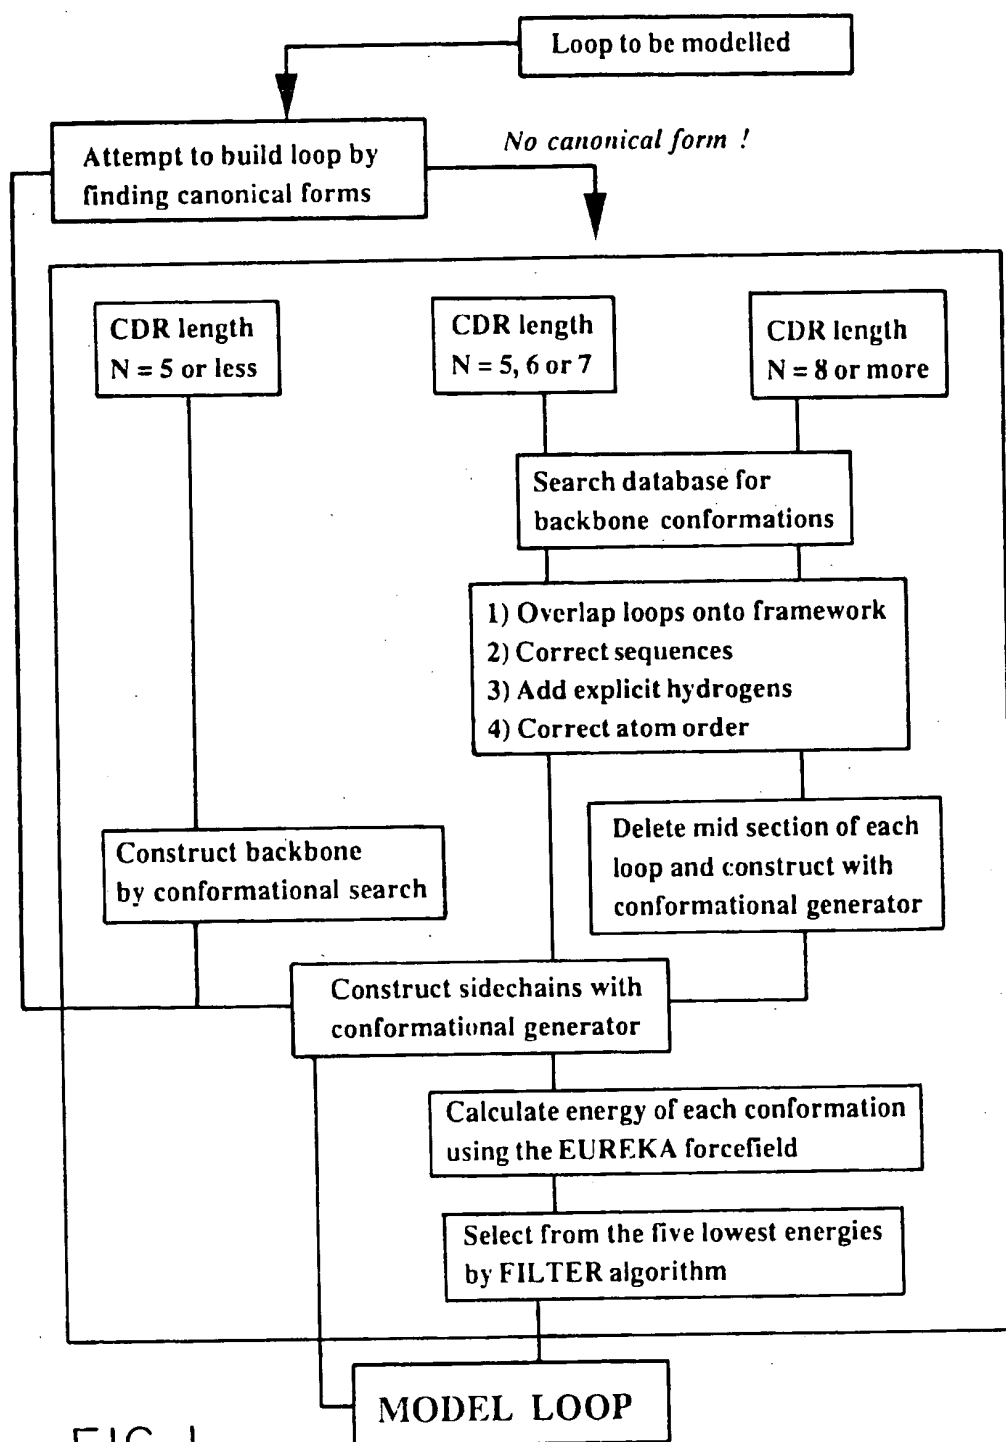 Loop to be modelled
Attempt to build loop by
finding canonical forms
No canonical form !
CDR length
N = 5 or less
CDR length
N = 5, 6 or 7
CDR length
N = 8 or more
Search database for
backbone conformations
1) Overlap loops onto framework
2) Correct sequences
3) Add explicit hydrogens
4) Correct atom order
Construct backbone
by conformational search
Delete mid section of each
loop and construct with
conformational generator
Construct sidechains with
conformational generator
Calculate energy of each conformation
using the EUREKA forcefield
Select from the five lowest energies
by FILTER algorithm
MODEL LOOP